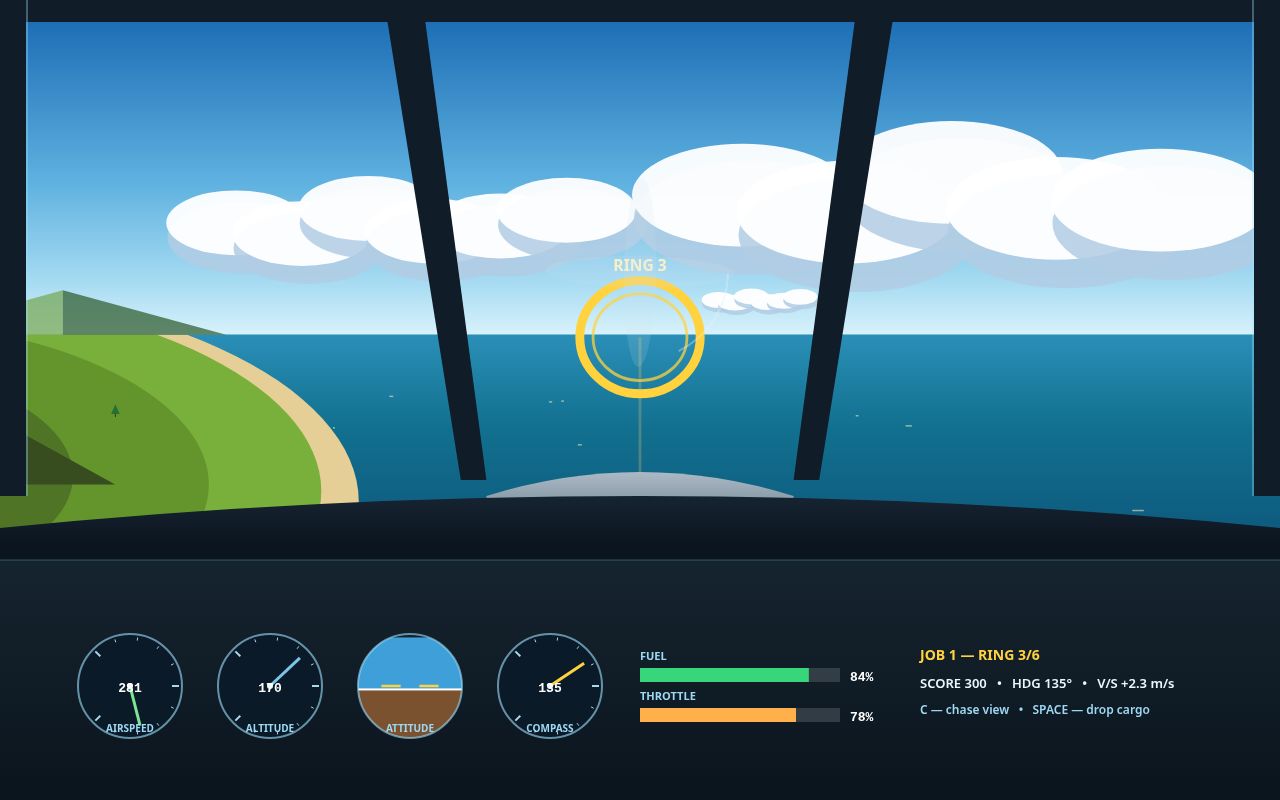 RING 3
281
AIRSPEED
170
ALTITUDE
ATTITUDE
135
COMPASS
FUEL
84%
THROTTLE
78%
JOB 1 — RING 3/6
SCORE 300 • HDG 135° • V/S +2.3 m/s
C — chase view • SPACE — drop cargo